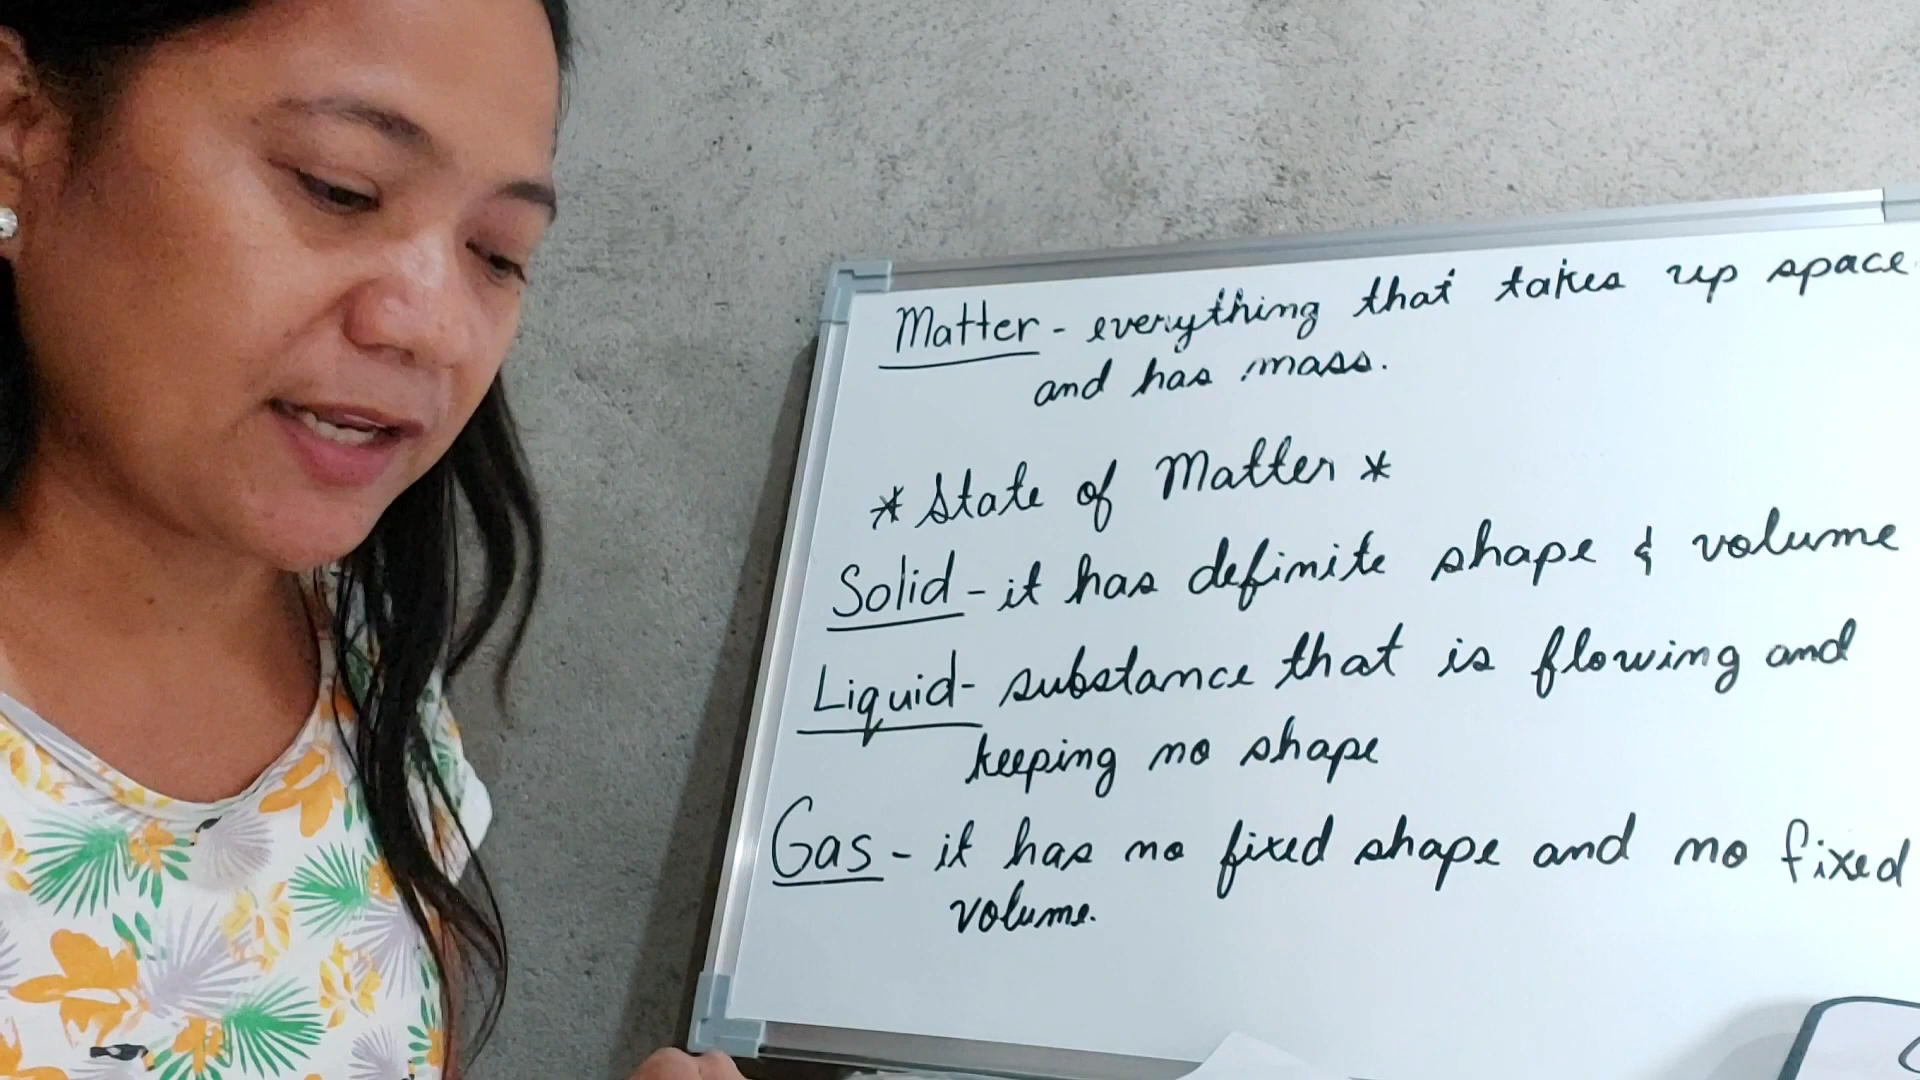 Matter - everything that takes up space
and has mass.
* State of Matter *
Solid - it has definite shape & volume
Liquid - substance that is flowing and
keeping no shape
Gas - it has no fixed shape and no fixed
volume.